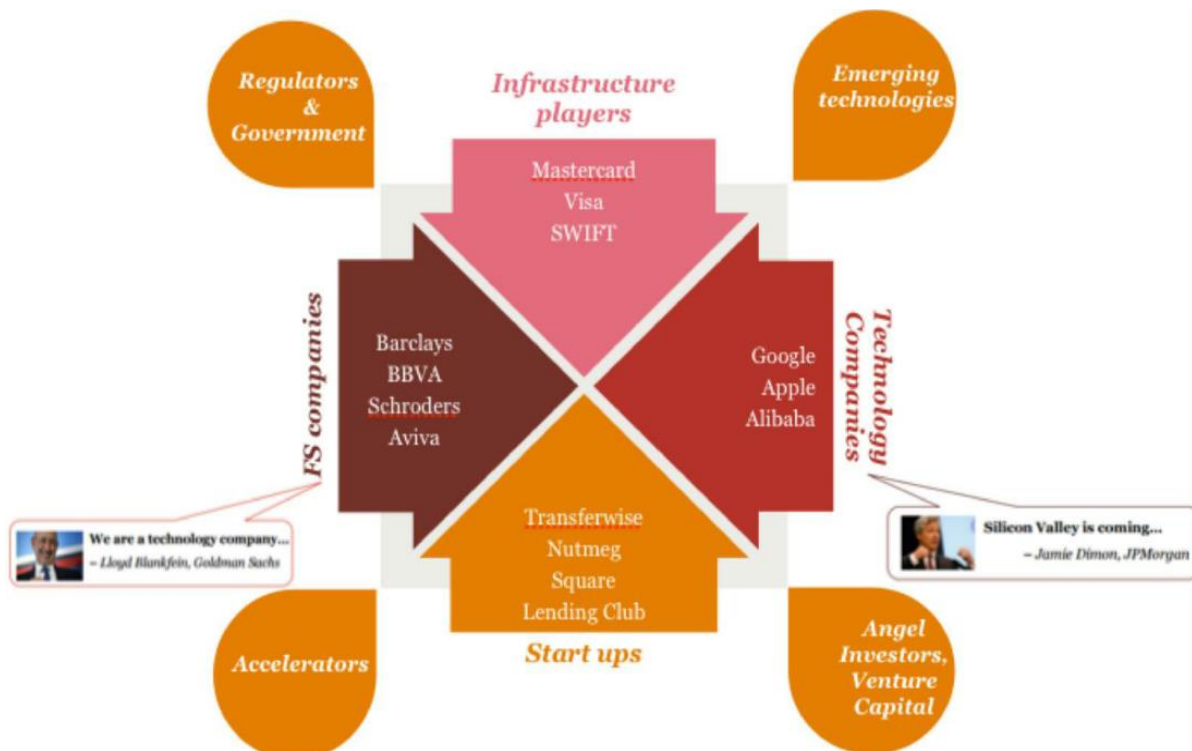 Regulators
&
Government
Infrastructure
players
Emerging
technologies
Mastercard
Visa
SWIFT
FS companies
Barclays
BBVA
Schroders
Aviva
Google
Apple
Alibaba
Technology
Companies
We are a technology company...
– Lloyd Blankfein, Goldman Sachs
Silicon Valley is coming...
– Jamie Dimon, JPMorgan
Transferwise
Nutmeg
Square
Lending Club
Start ups
Accelerators
Angel
Investors,
Venture
Capital